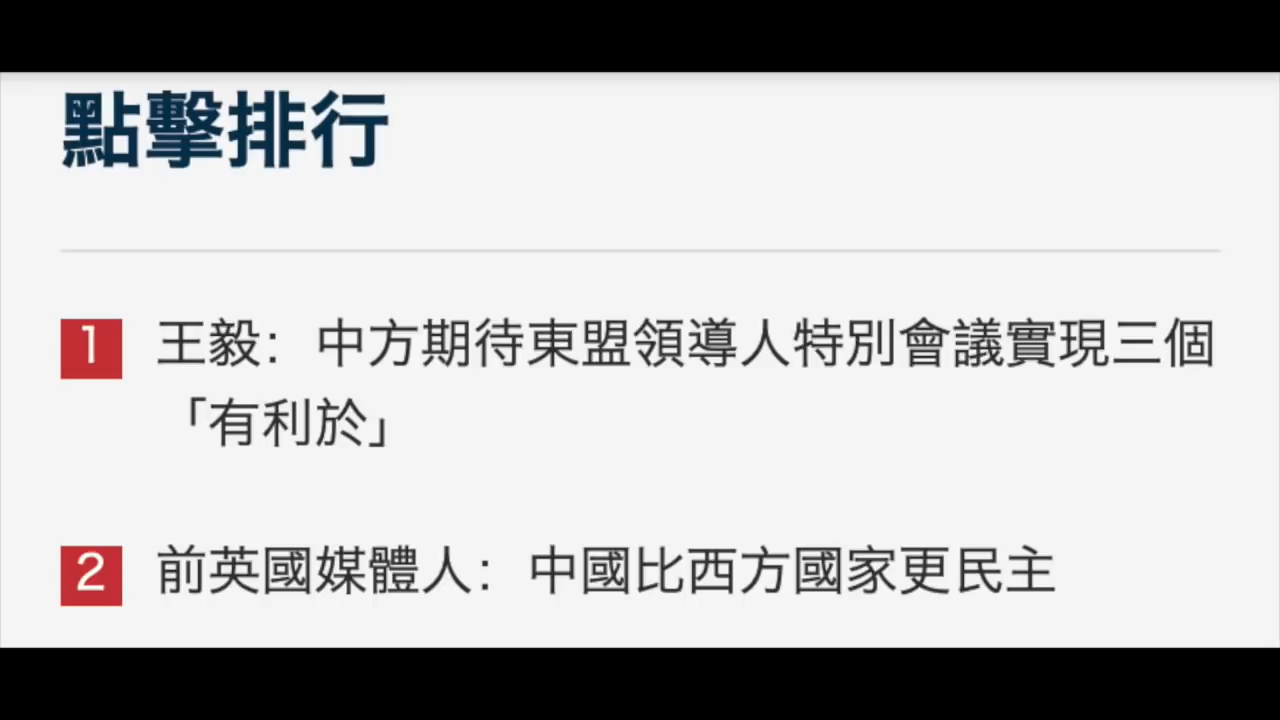 點擊排行
1 王毅：中方期待東盟領導人特別會議實現三個
「有利於」
2 前英國媒體人：中國比西方國家更民主